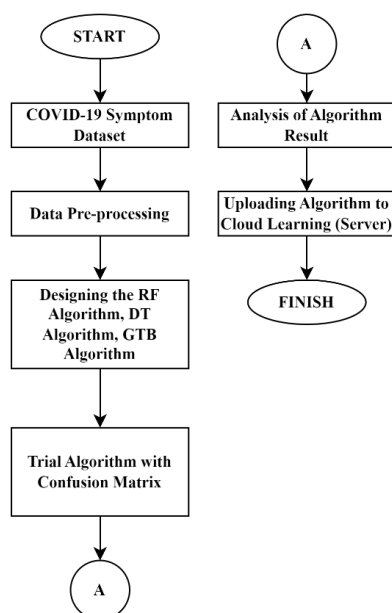 START
COVID-19 Symptom
Dataset
Data Pre-processing
Designing the RF
Algorithm, DT
Algorithm, GTB
Algorithm
Trial Algorithm with
Confusion Matrix
A
A
Analysis of Algorithm
Result
Uploading Algorithm to
Cloud Learning (Server)
FINISH